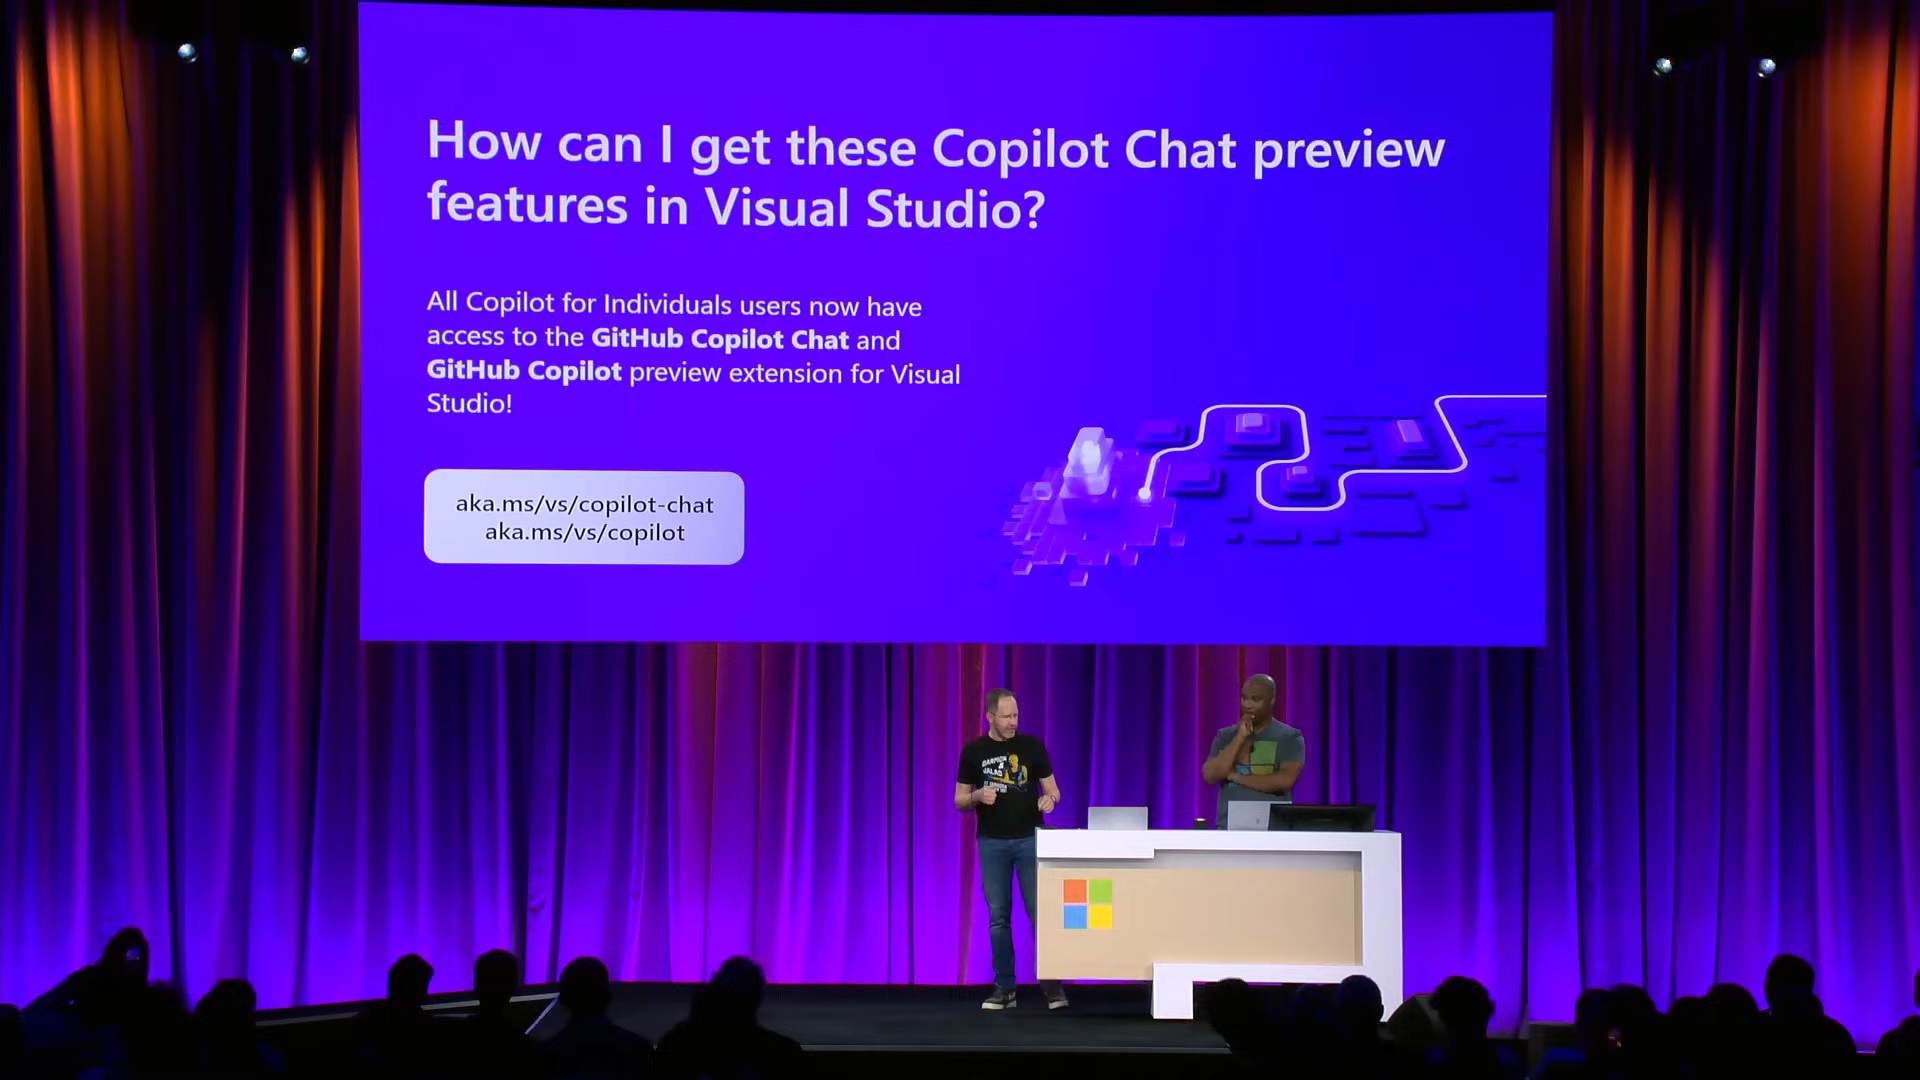 How can I get these Copilot Chat preview
features in Visual Studio?
All Copilot for Individuals users now have
access to the GitHub Copilot Chat and
GitHub Copilot preview extension for Visual
Studio!
aka.ms/vs/copilot-chat
aka.ms/vs/copilot
DARMOK
&
JALAD